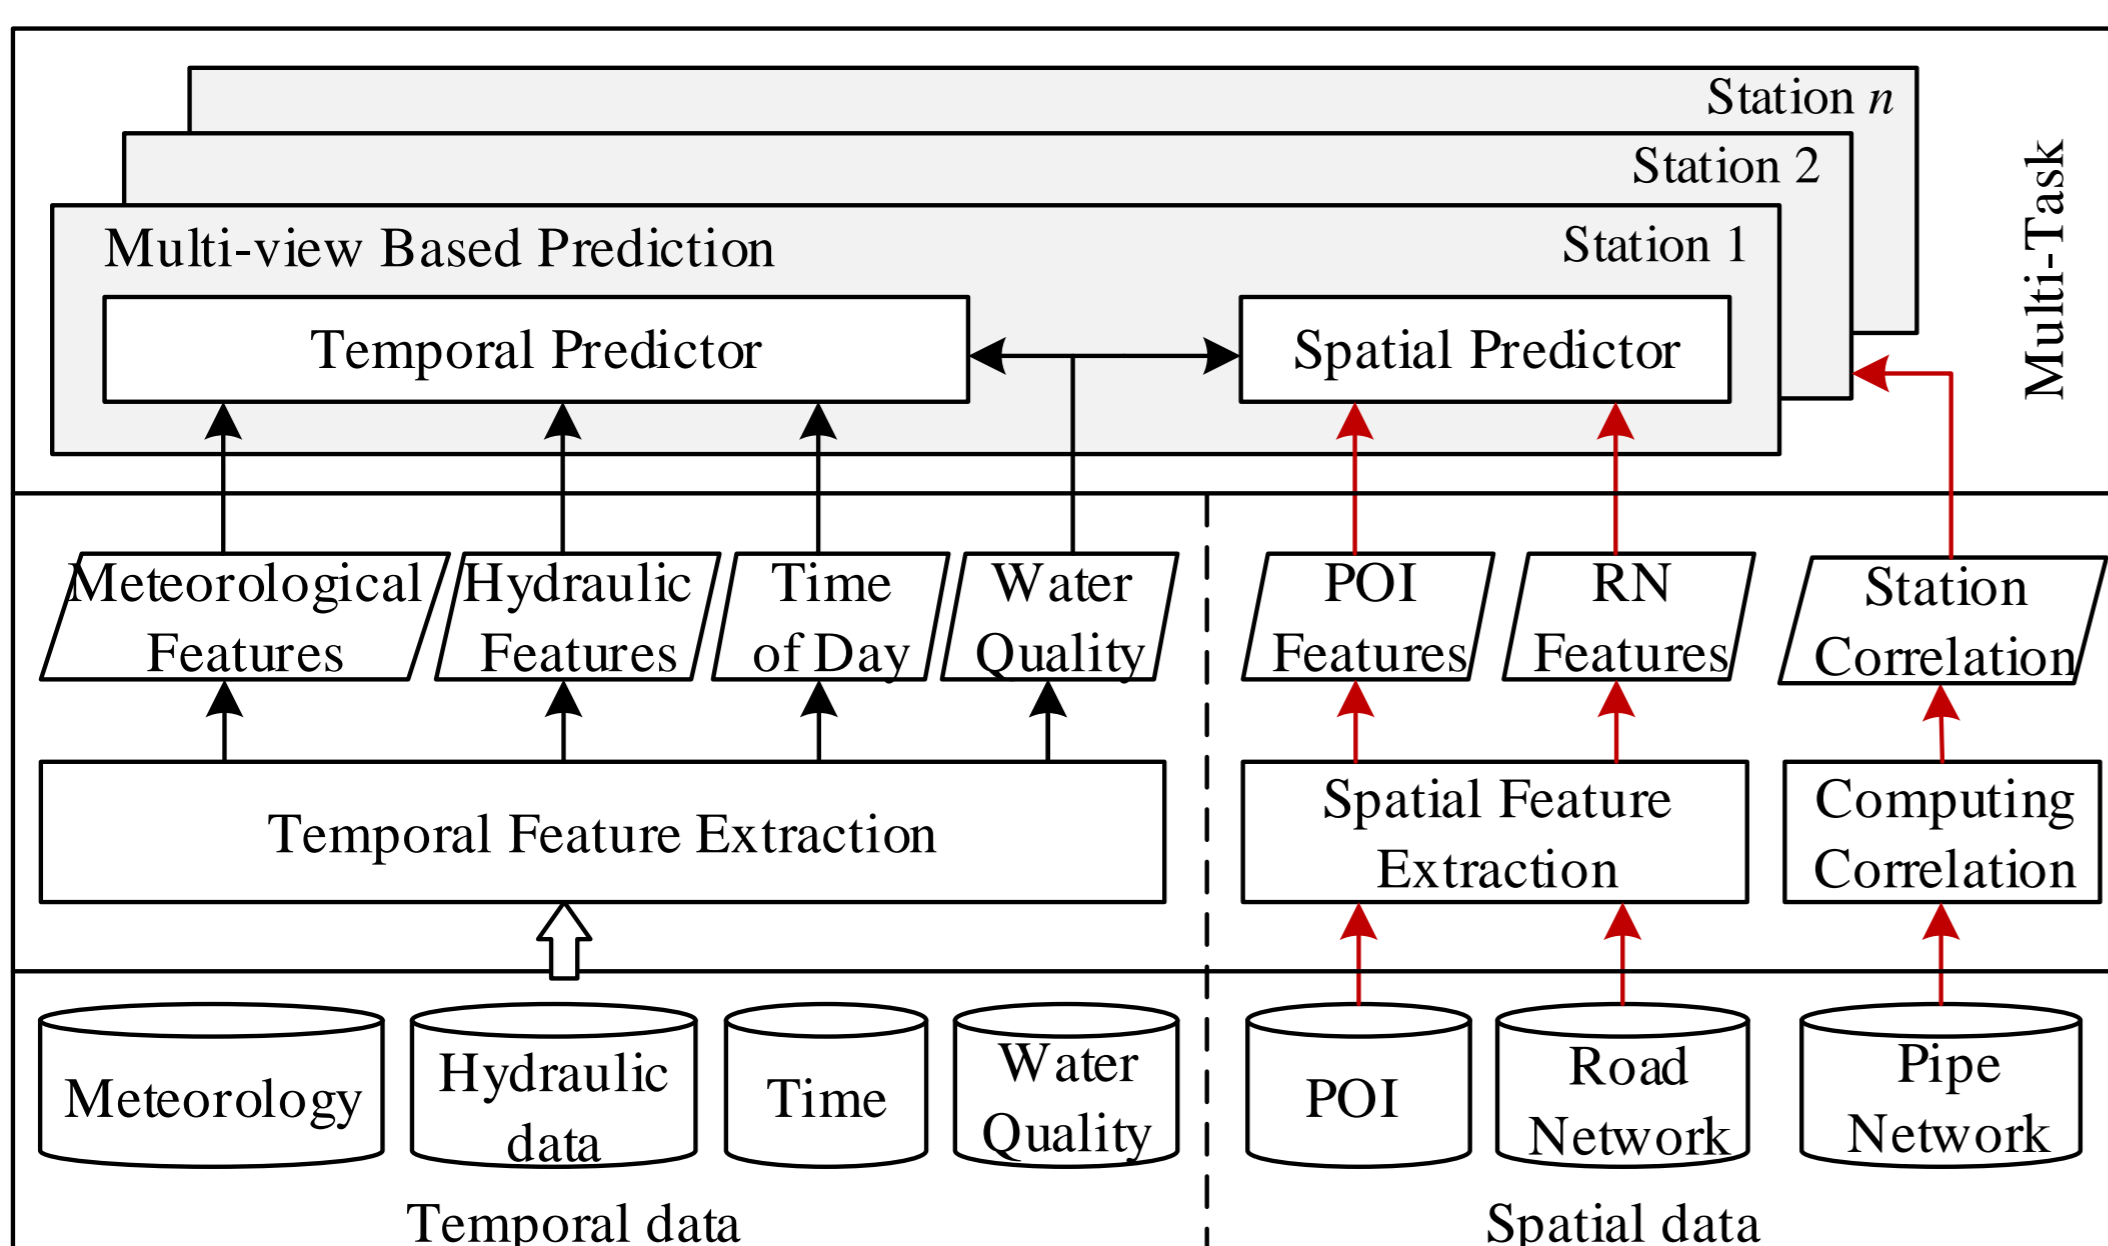 Station n
Station 2
Station 1
Multi-view Based Prediction
Multi-Task
Temporal Predictor
Spatial Predictor
Meteorological
Features
Hydraulic
Features
Time
of Day
Water
Quality
POI
Features
RN
Features
Station
Correlation
Temporal Feature Extraction
Spatial Feature
Extraction
Computing
Correlation
Meteorology
Hydraulic
data
Time
Water
Quality
POI
Road
Network
Pipe
Network
Temporal data
Spatial data